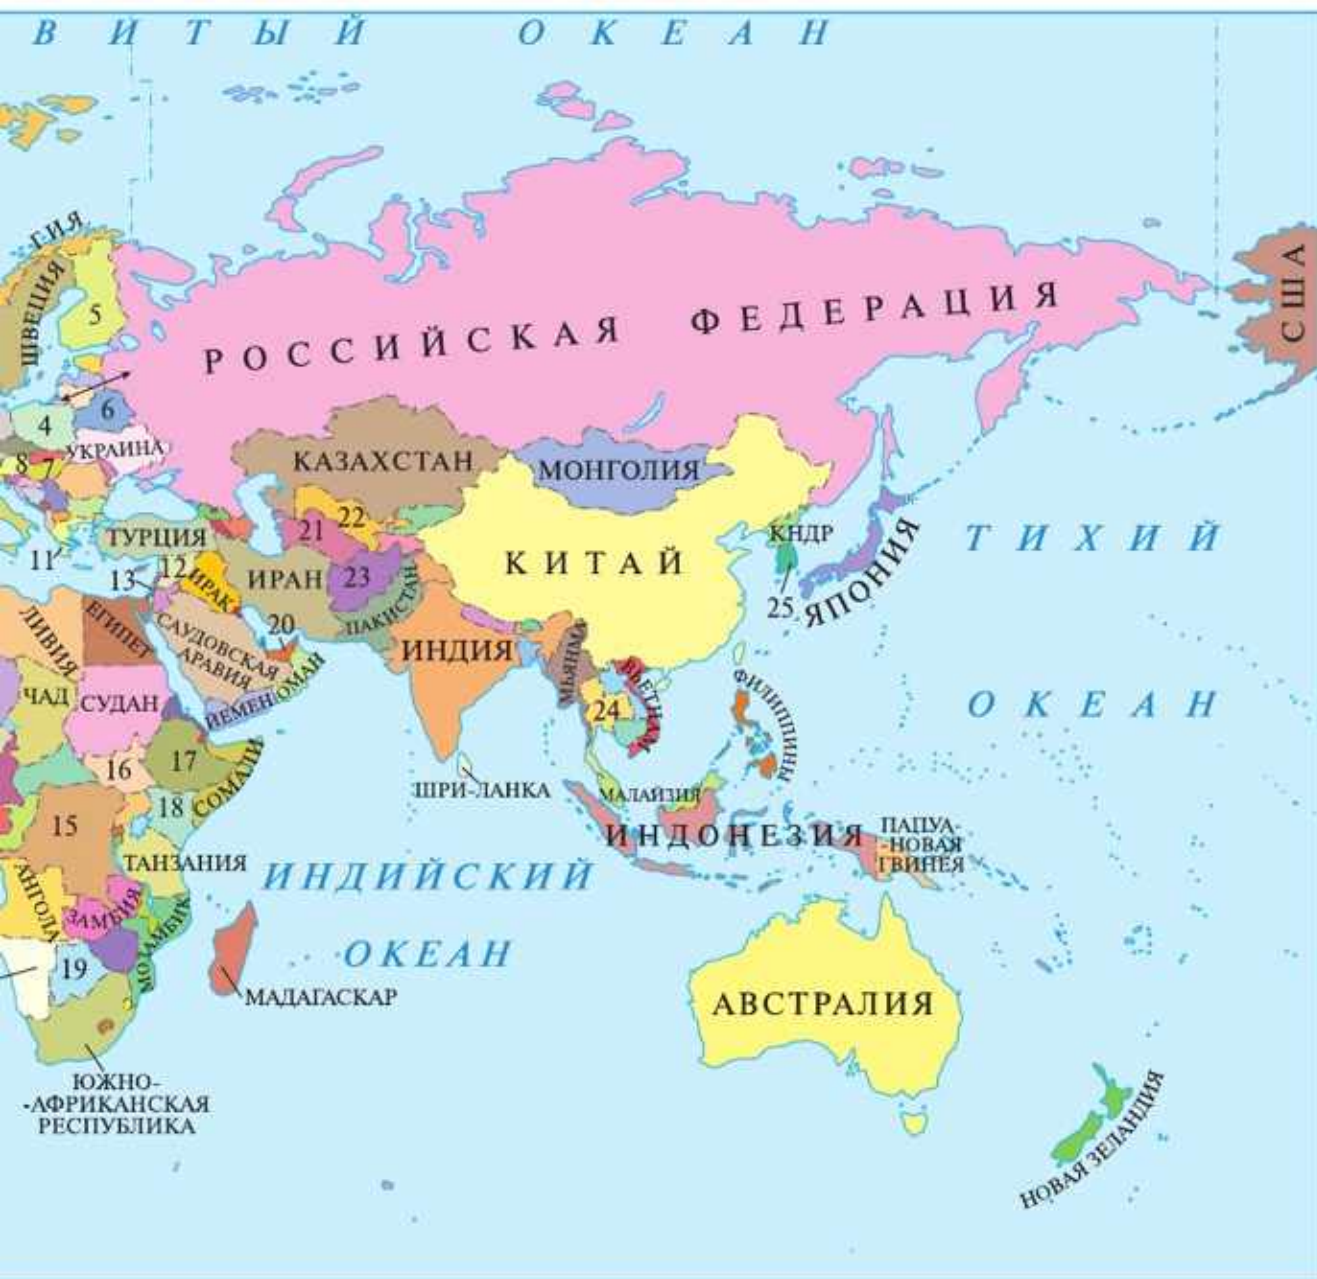 ВИТЫЙ ОКЕАН
ГИЯ
ШВЕЦИЯ
США
5
РОССИЙСКАЯ ФЕДЕРАЦИЯ
6
4
УКРАИНА
8
7
КАЗАХСТАН
МОНГОЛИЯ
22
21
ТУРЦИЯ
КНДР
ТИХИЙ
ОКЕАН
11
12
13
ИРАК
ИРАН
23
КИТАЙ
ПАКИСТАН
25
ЯПОНИЯ
ЛИВИЯ
ЕГИПЕТ
САУДОВСКАЯ
АРАВИЯ
20
ОМАН
ЙЕМЕН
ИНДИЯ
МЬЯНМА
ВЬЕТНАМ
24
ФИЛИППИНЫ
ЧАД
СУДАН
16
17
СОМАЛИ
18
15
ШРИ-ЛАНКА
МАЛАЙЗИЯ
ИНДОНЕЗИЯ
ПАПУА-
-НОВАЯ
ГВИНЕЯ
ТАНЗАНИЯ
ИНДИЙСКИЙ
ОКЕАН
АНГОЛА
ЗАМБИЯ
МОЗАМБИК
19
МАДАГАСКАР
АВСТРАЛИЯ
ЮЖНО-
-АФРИКАНСКАЯ
РЕСПУБЛИКА
НОВАЯ ЗЕЛАНДИЯ